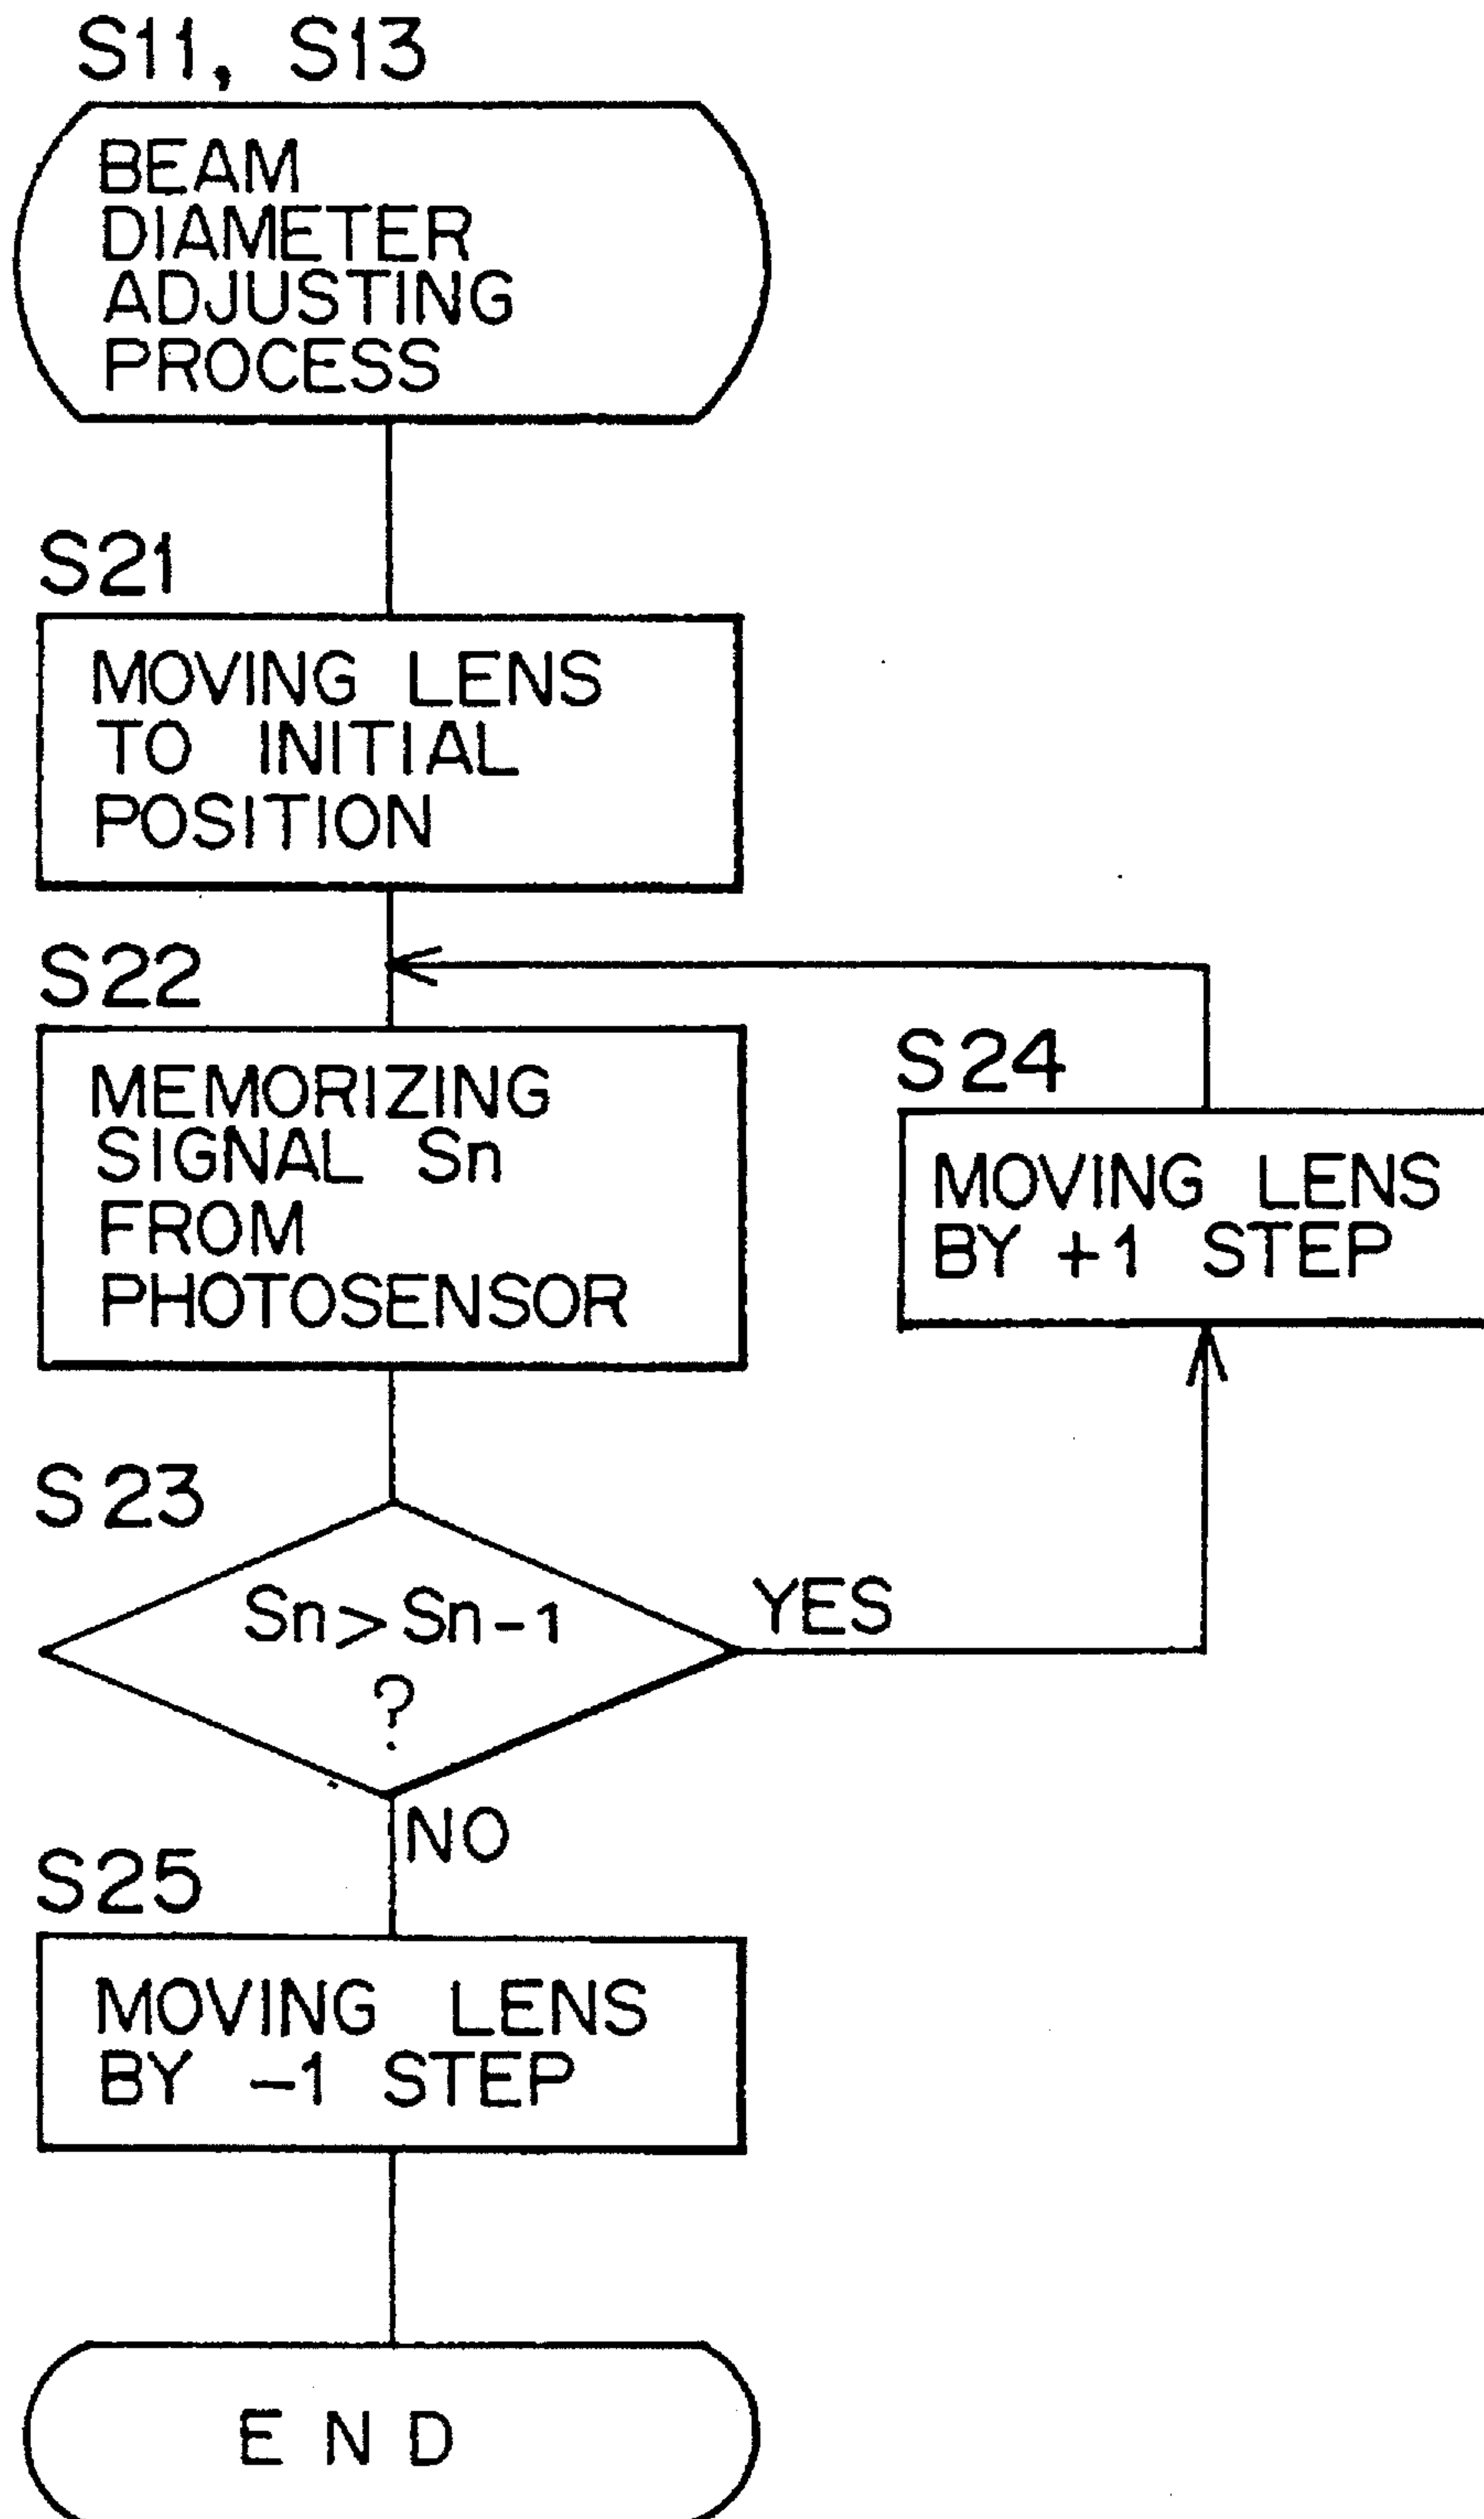 S11, S13
BEAM
DIAMETER
ADJUSTING
PROCESS
S21
MOVING LENS
TO INITIAL
POSITION
S22
MEMORIZING
SIGNAL Sn
FROM
PHOTOSENSOR
S24
MOVING LENS
BY +1 STEP
S23
Sn>Sn-1
?
YES
NO
S25
MOVING LENS
BY -1 STEP
END